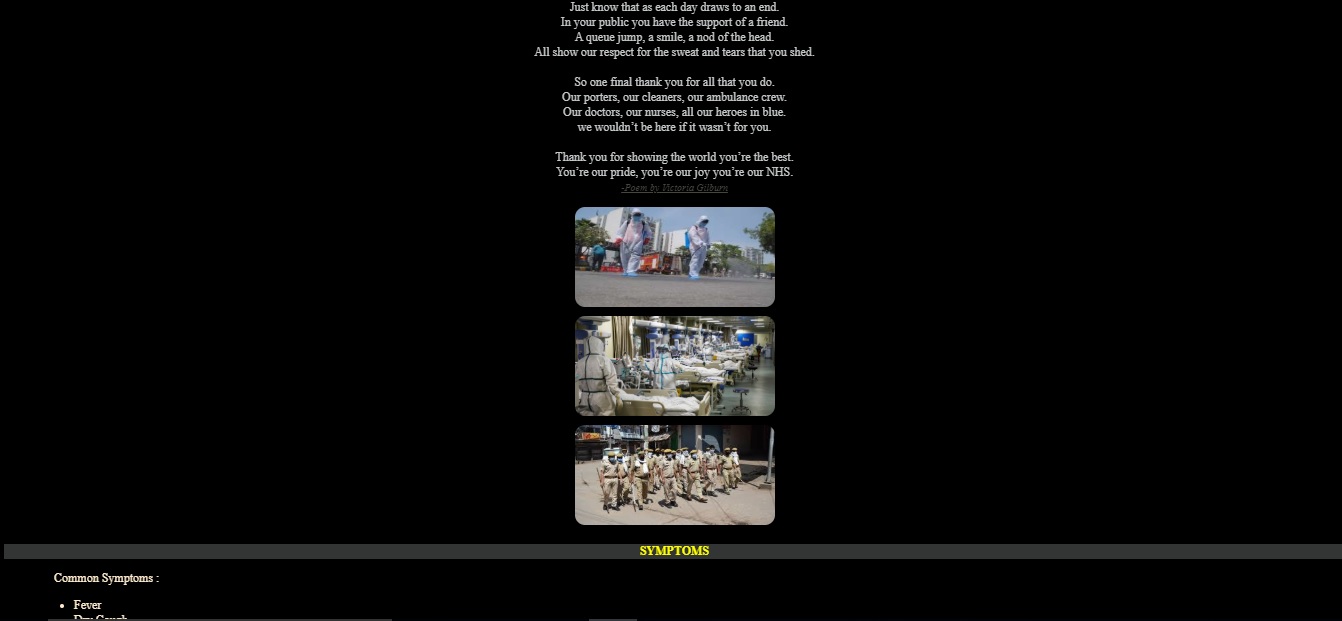 Just know that as each day draws to an end.
In your public you have the support of a friend.
A queue jump, a smile, a nod of the head.
All show our respect for the sweat and tears that you shed.
So one final thank you for all that you do.
Our porters, our cleaners, our ambulance crew.
Our doctors, our nurses, all our heroes in blue.
we wouldn’t be here if it wasn’t for you.
Thank you for showing the world you’re the best.
You’re our pride, you’re our joy you’re our NHS.
-Poem by Victoria Gilburn
SYMPTOMS
Common Symptoms :
• Fever
Dry Cough